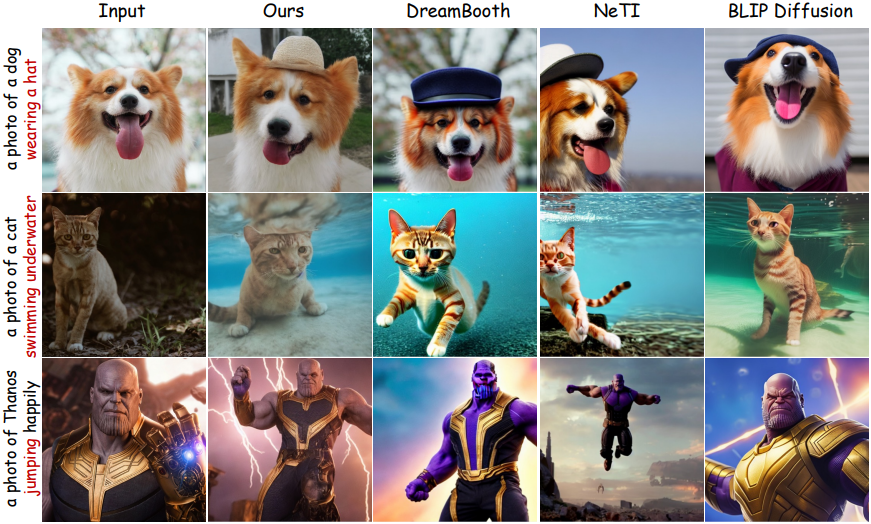 Input Ours DreamBooth NeTI BLIP Diffusion
a photo of a dog
wearing a hat
a photo of a cat
swimming underwater
a photo of Thanos
jumping happily